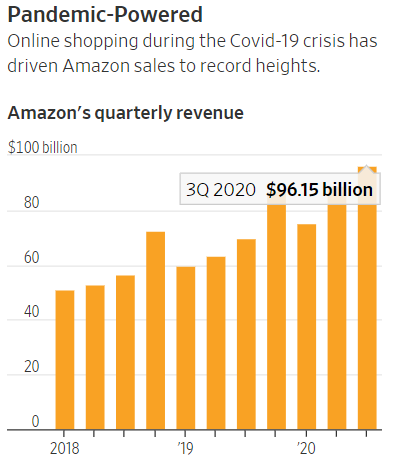 Pandemic-Powered
Online shopping during the Covid-19 crisis has
driven Amazon sales to record heights.
Amazon's quarterly revenue
$100 billion
3Q 2020 $96.15 billion
80
60
40
20
0
2018 '19 '20